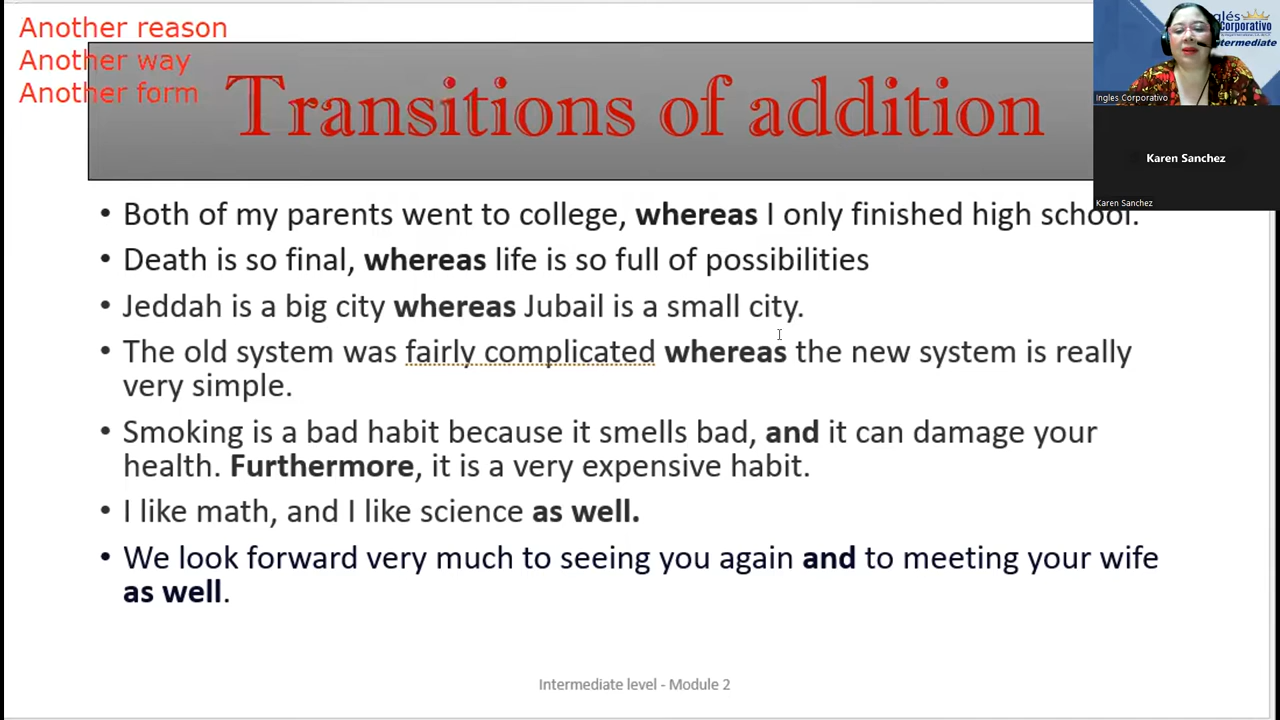 Another reason
Another way
Another form
Transitions of addition
glés
Corporativo
Intermediate
Ingles Corporativo
Karen Sanchez
Karen Sanchez
• Both of my parents went to college, whereas I only finished high school.
• Death is so final, whereas life is so full of possibilities
• Jeddah is a big city whereas Jubail is a small city.
• The old system was fairly complicated whereas the new system is really
very simple.
• Smoking is a bad habit because it smells bad, and it can damage your
health. Furthermore, it is a very expensive habit.
• I like math, and I like science as well.
• We look forward very much to seeing you again and to meeting your wife
as well.
Intermediate level - Module 2